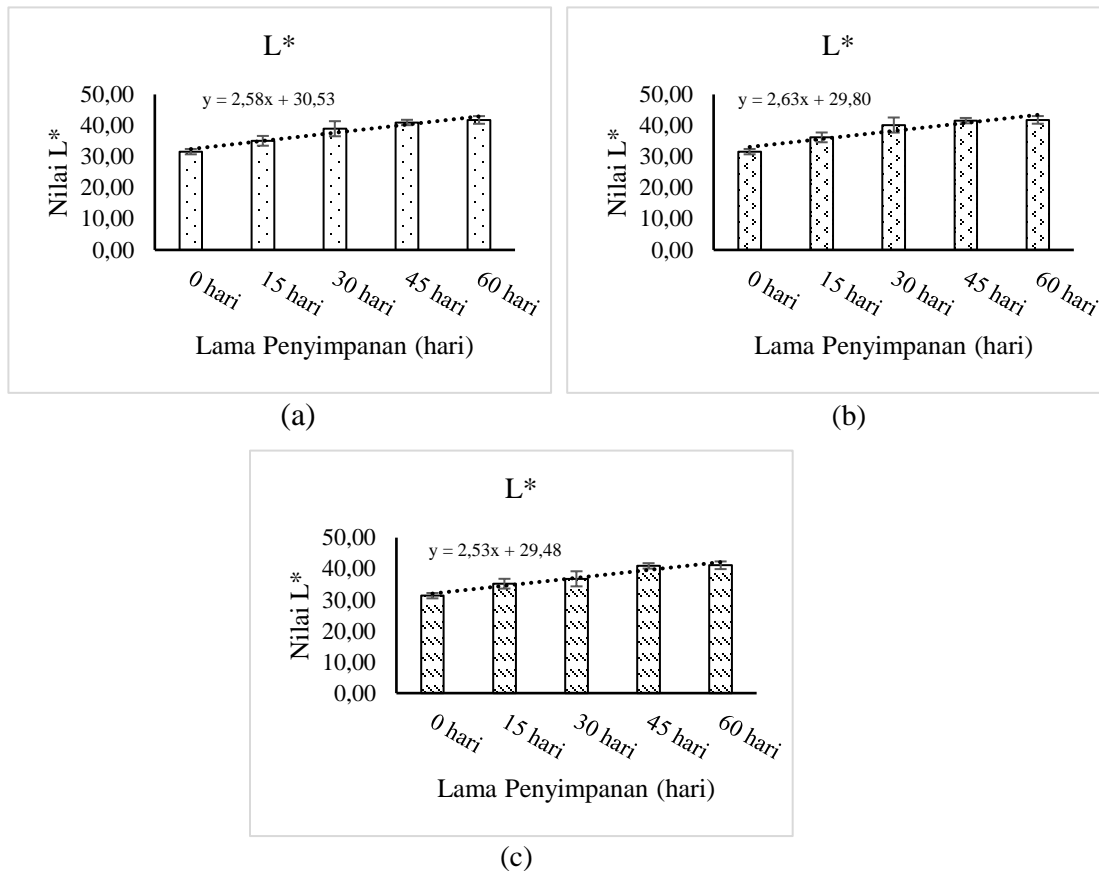 L*
y = 2,58x + 30,53
50,00
40,00
30,00
20,00
10,00
0,00
Nilai L*
0 hari
15 hari
30 hari
45 hari
60 hari
Lama Penyimpanan (hari)
(a)
L*
y = 2,63x + 29,80
50,00
40,00
30,00
20,00
10,00
0,00
Nilai L*
0 hari
15 hari
30 hari
45 hari
60 hari
Lama Penyimpanan (hari)
(b)
L*
y = 2,53x + 29,48
50,00
40,00
30,00
20,00
10,00
0,00
Nilai L*
0 hari
15 hari
30 hari
45 hari
60 hari
Lama Penyimpanan (hari)
(c)